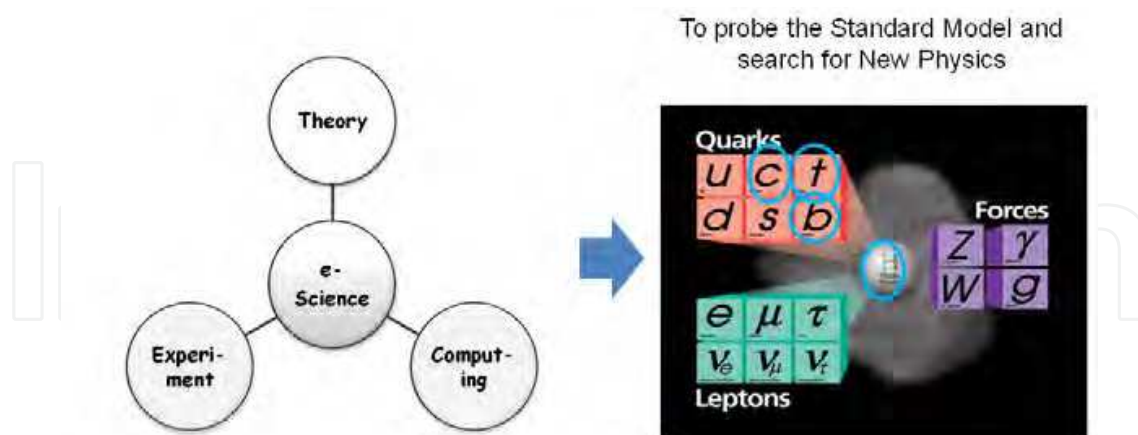 To probe the Standard Model and
search for New Physics
Theory
e-
Science
Experi-
ment
Comput-
ing
Quarks
u c t
d s b
Forces
Z γ
W g
e μ τ
νe νμ ντ
Leptons